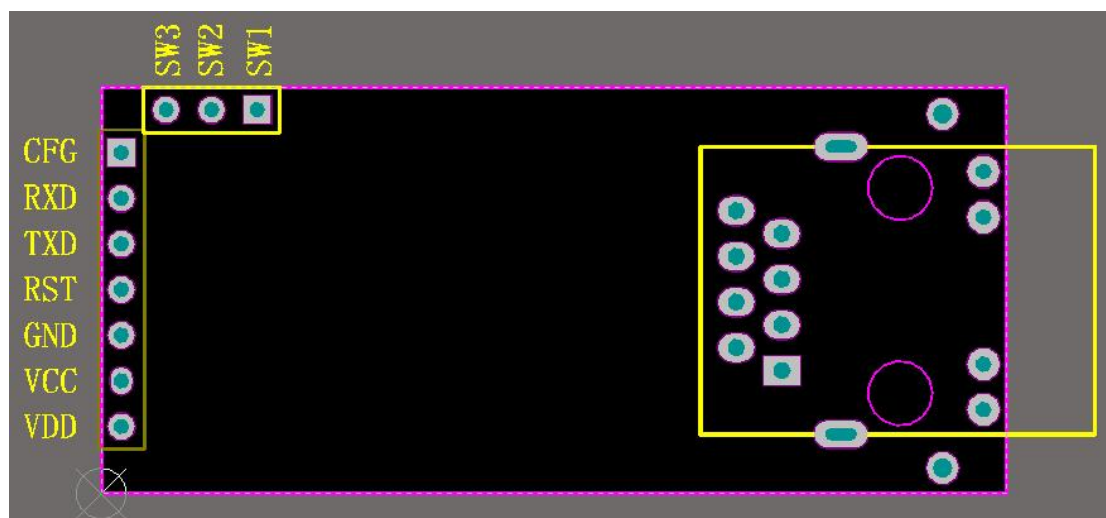 SW3
SW2
SW1
CFG
RXD
TXD
RST
GND
VCC
VDD